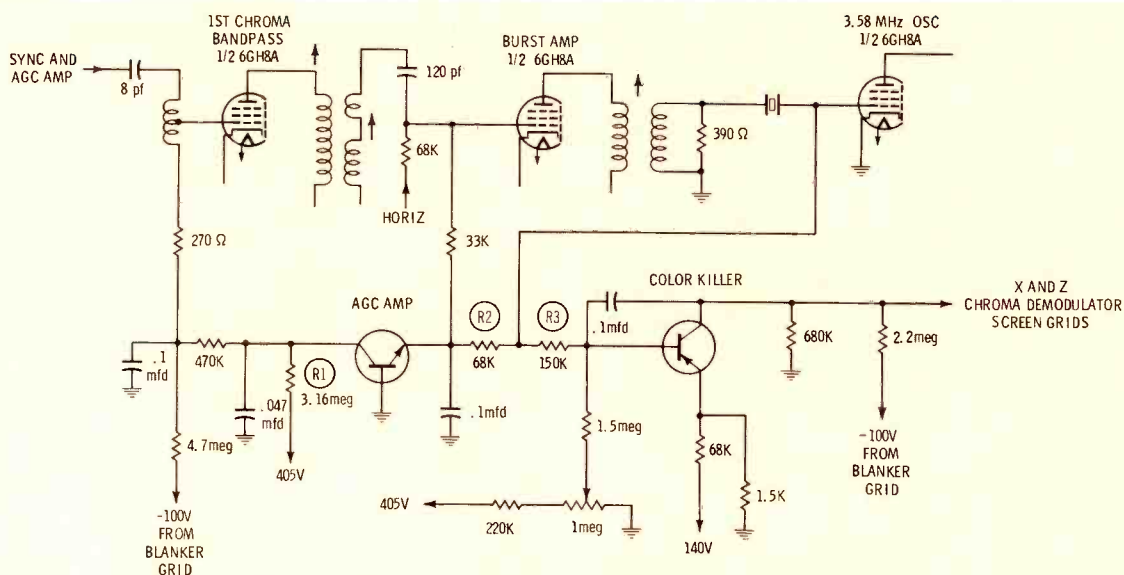 1ST CHROMA
BANDPASS
1/2 6GH8A
SYNC AND
AGC AMP
8 pf
120 pf
68K
HORIZ
BURST AMP
1/2 6GH8A
390 Ω
3.58 MHz OSC
1/2 6GH8A
270 Ω
33K
AGC AMP
R2
68K
R3
150K
COLOR KILLER
.1mfd
X AND Z
CHROMA DEMODULATOR
SCREEN GRIDS
680K
2.2meg
.1
mfd
470K
.047
mfd
R1
3.16meg
405V
.1mfd
4.7meg
-100V
FROM
BLANKER
GRID
1.5meg
405V
220K
1meg
68K
1.5K
140V
-100V
FROM
BLANKER
GRID